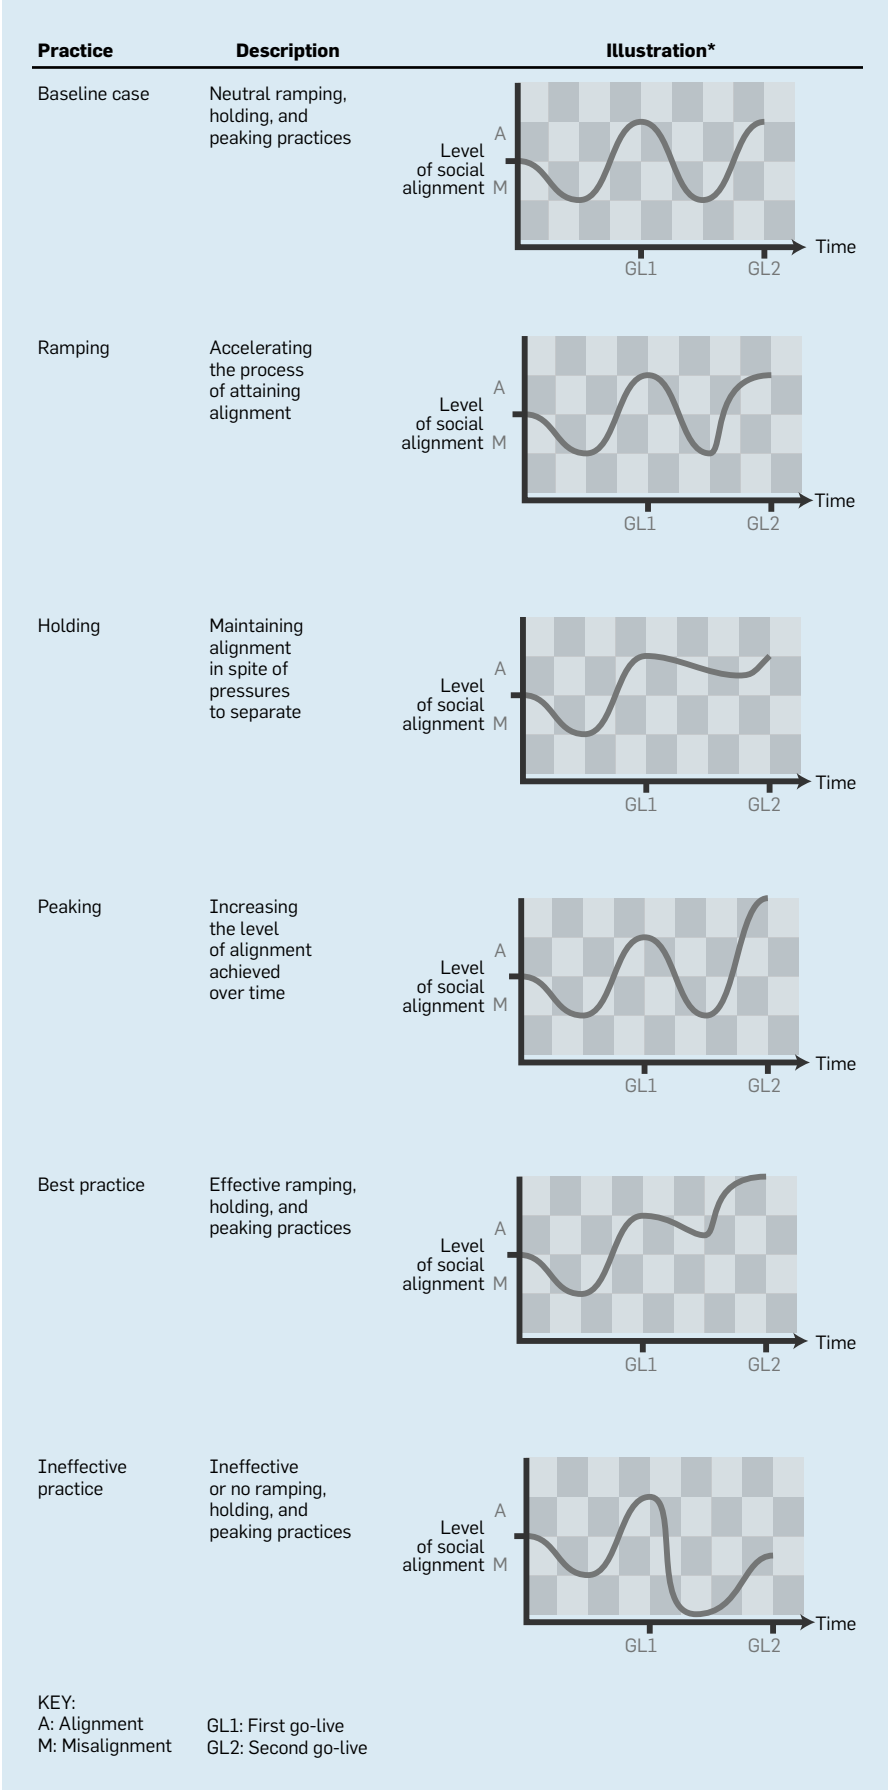 Practice Description Illustration*
Baseline case
Neutral ramping,
holding, and
peaking practices
A
Level
of social
alignment M
Time
GL1 GL2
Ramping
Accelerating
the process
of attaining
alignment
A
Level
of social
alignment M
Time
GL1 GL2
Holding
Maintaining
alignment
in spite of
pressures
to separate
A
Level
of social
alignment M
Time
GL1 GL2
Peaking
Increasing
the level
of alignment
achieved
over time
A
Level
of social
alignment M
Time
GL1 GL2
Best practice
Effective ramping,
holding, and
peaking practices
A
Level
of social
alignment M
Time
GL1 GL2
Ineffective
practice
Ineffective
or no ramping,
holding, and
peaking practices
A
Level
of social
alignment M
Time
GL1 GL2
KEY:
A: Alignment
M: Misalignment
GL1: First go-live
GL2: Second go-live